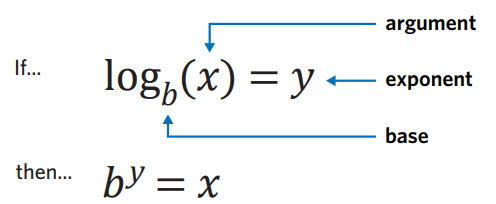 argument
If... log_b(x) = y exponent
base
then... b^y = x